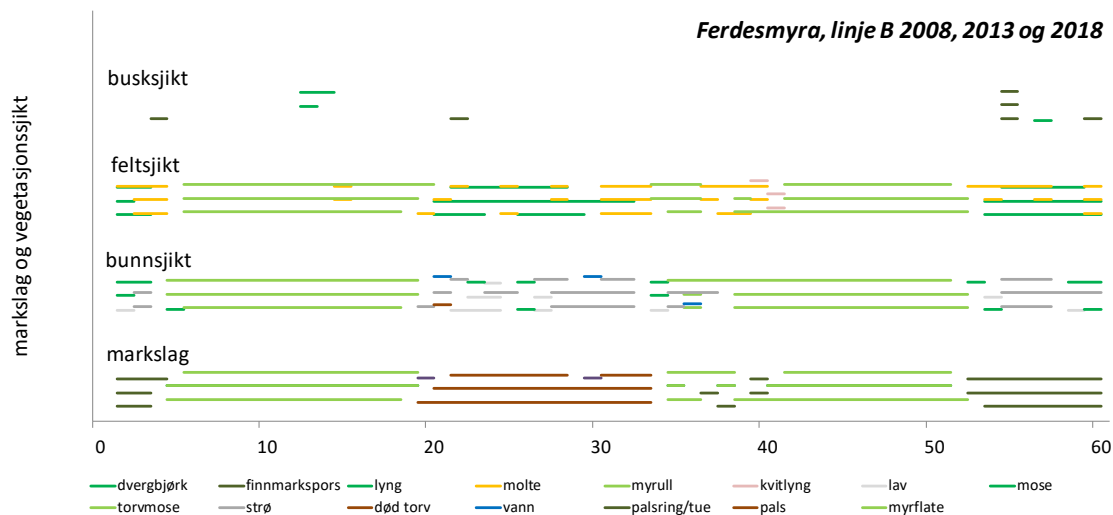 Ferdesmyra, linje B 2008, 2013 og 2018
markslag og vegetasjonssjikt
busksjikt
feltsjikt
bunnsjikt
markslag
0 10 20 30 40 50 60
dvergbjørk finnmarkspors lyng molte myrull kvitlyng lav mose
torvmose strø død torv vann palsring/tue pals myrflate